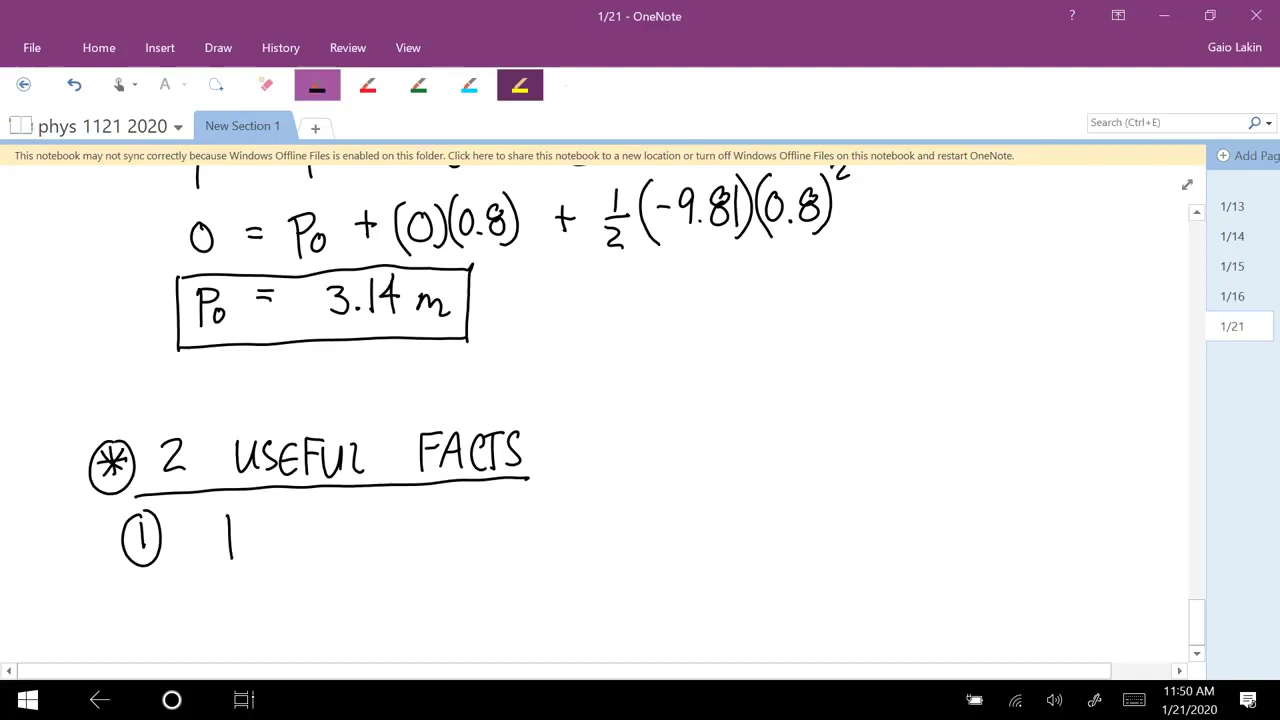 1/21 - OneNote
?
File Home Insert Draw History Review View Gaio Lakin
A
phys 1121 2020 New Section 1 + Search (Ctrl+E)
This notebook may not sync correctly because Windows Offline Files is enabled on this folder. Click here to share this notebook to a new location or turn off Windows Offline Files on this notebook and restart OneNote.
Add Pag
1/13
1/14
1/15
1/16
1/21
0 = P₀ + (0)(0.8) + 1/2 (-9.81)(0.8)²
P₀ = 3.14 m
* 2 USEFUL FACTS
① |
11:50 AM
1/21/2020